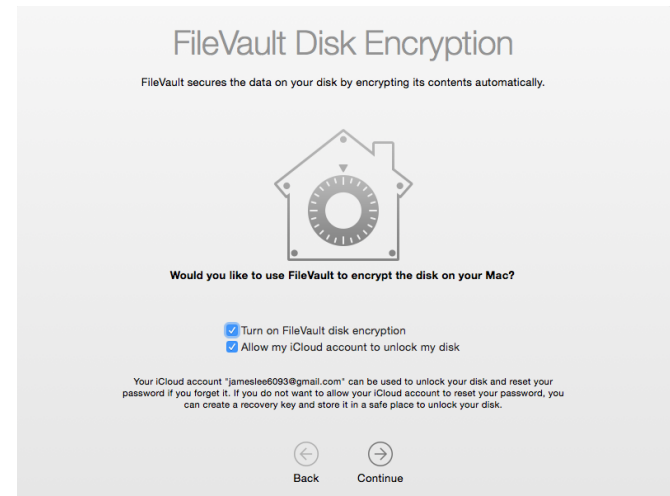 FileVault Disk Encryption
FileVault secures the data on your disk by encrypting its contents automatically.
Would you like to use FileVault to encrypt the disk on your Mac?
Turn on FileVault disk encryption
Allow my iCloud account to unlock my disk
Your iCloud account "jameslee6093@gmail.com" can be used to unlock your disk and reset your
password if you forget it. If you do not want to allow your iCloud account to reset your password, you
can create a recovery key and store it in a safe place to unlock your disk.
Back
Continue